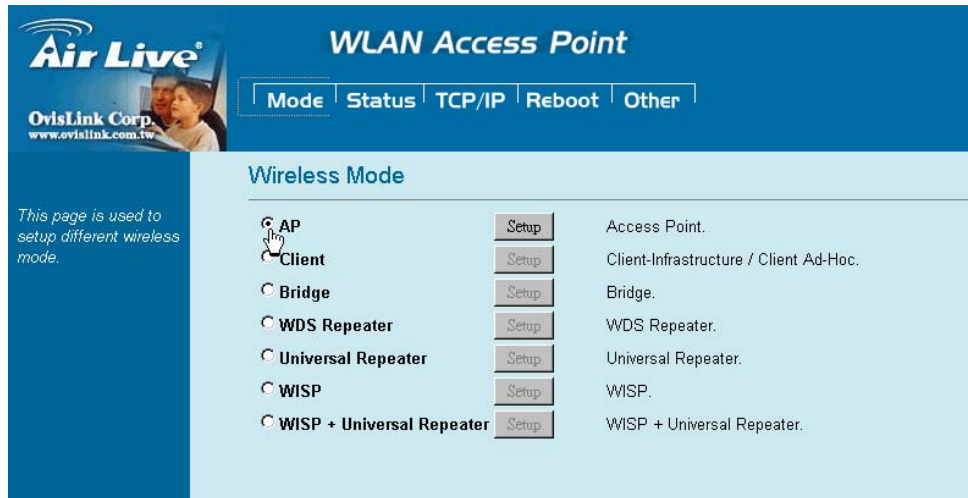 Air Live®
OvisLink Corp.
www.ovislink.com.tw
WLAN Access Point
Mode Status TCP/IP Reboot Other
This page is used to
setup different wireless
mode.
Wireless Mode
AP Setup Access Point.
Client Setup Client-Infrastructure / Client Ad-Hoc.
Bridge Setup Bridge.
WDS Repeater Setup WDS Repeater.
Universal Repeater Setup Universal Repeater.
WISP Setup WISP.
WISP + Universal Repeater Setup WISP + Universal Repeater.